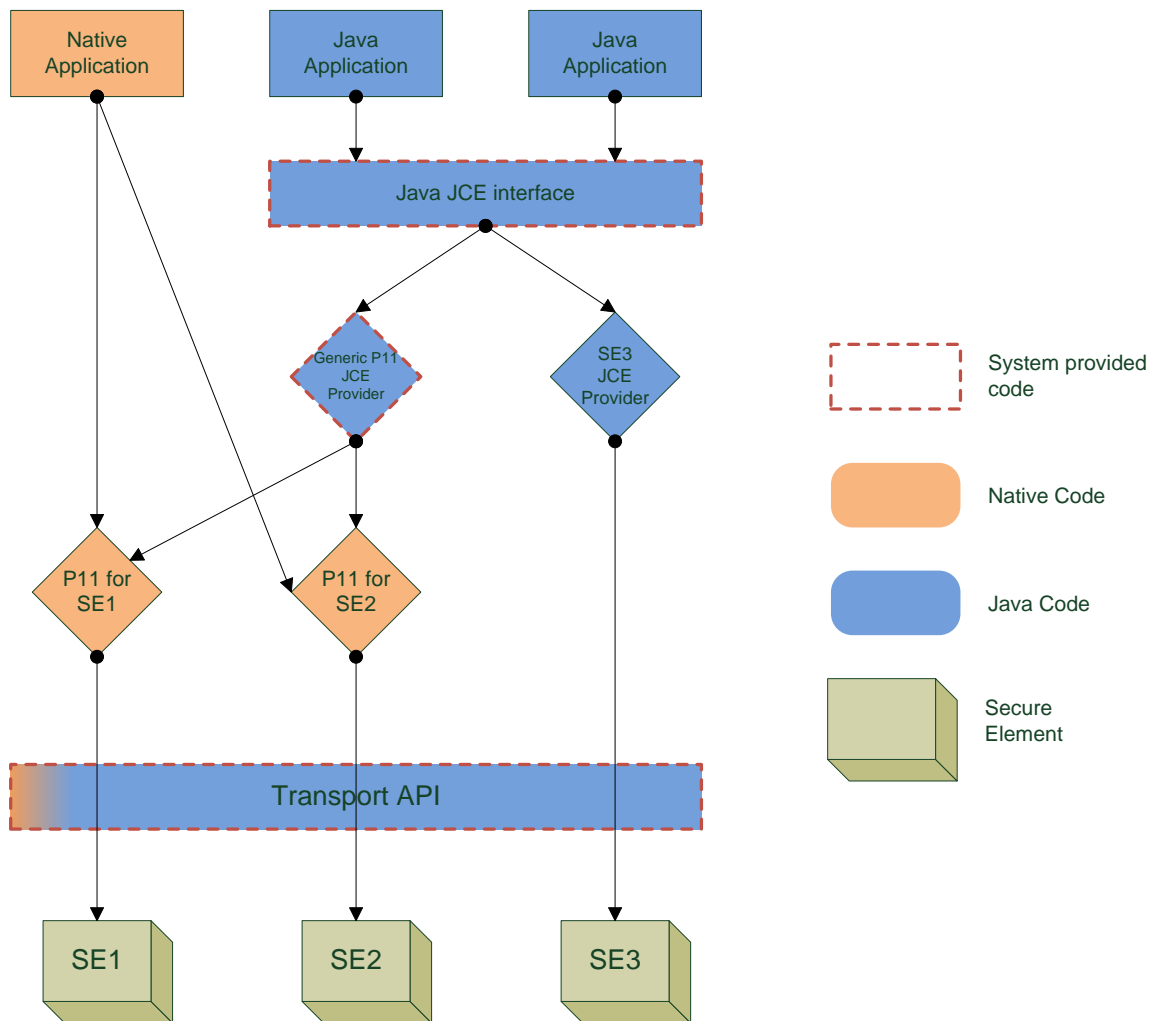 Native
Application
Java
Application
Java
Application
Java JCE interface
Generic P11
JCE
Provider
SE3
JCE
Provider
System provided
code
Native Code
P11 for
SE1
P11 for
SE2
Java Code
Secure
Element
Transport API
SE1
SE2
SE3